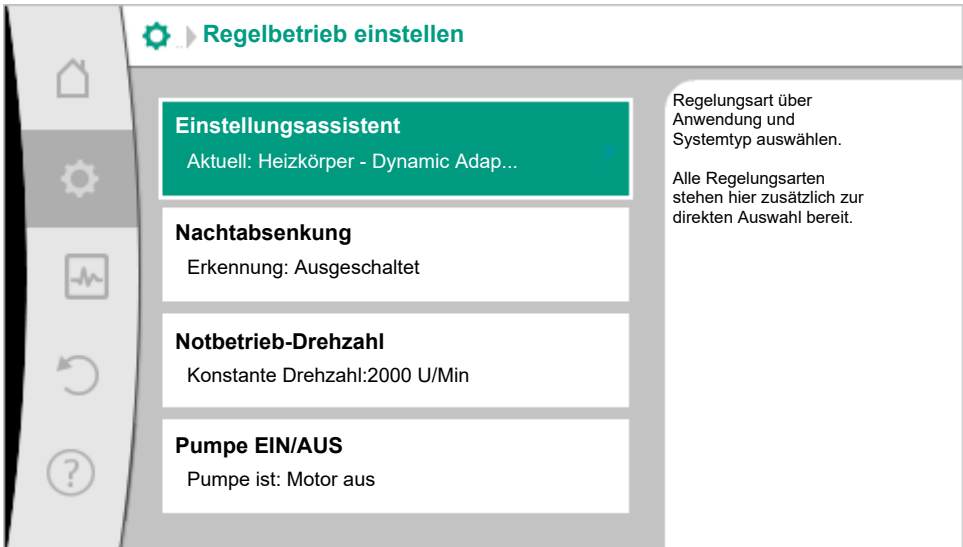 Regelbetrieb einstellen
Einstellungsassistent
Aktuell: Heizkörper - Dynamic Adap...
Nachtabsenkung
Erkennung: Ausgeschaltet
Notbetrieb-Drehzahl
Konstante Drehzahl:2000 U/Min
Pumpe EIN/AUS
Pumpe ist: Motor aus
Regelungsart über
Anwendung und
Systemtyp auswählen.
Alle Regelungsarten
stehen hier zusätzlich zur
direkten Auswahl bereit.
?